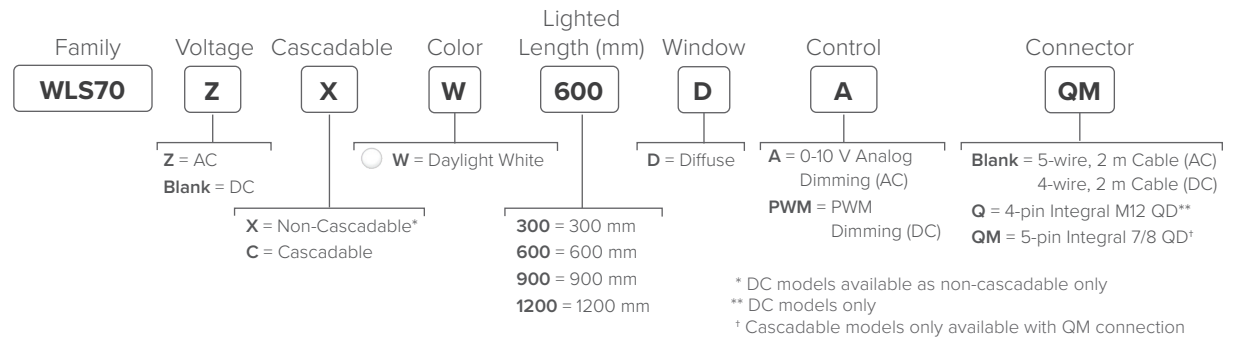 Family
Voltage
Cascadable
Color
Lighted
Length (mm)
Window
Control
Connector
WLS70
Z
X
W
600
D
A
QM
Z = AC
Blank = DC
X = Non-Cascadable*
C = Cascadable
W = Daylight White
300 = 300 mm
600 = 600 mm
900 = 900 mm
1200 = 1200 mm
D = Diffuse
A = 0-10 V Analog
Dimming (AC)
PWM = PWM
Dimming (DC)
Blank = 5-wire, 2 m Cable (AC)
4-wire, 2 m Cable (DC)
Q = 4-pin Integral M12 QD**
QM = 5-pin Integral 7/8 QD†
* DC models available as non-cascadable only
** DC models only
† Cascadable models only available with QM connection